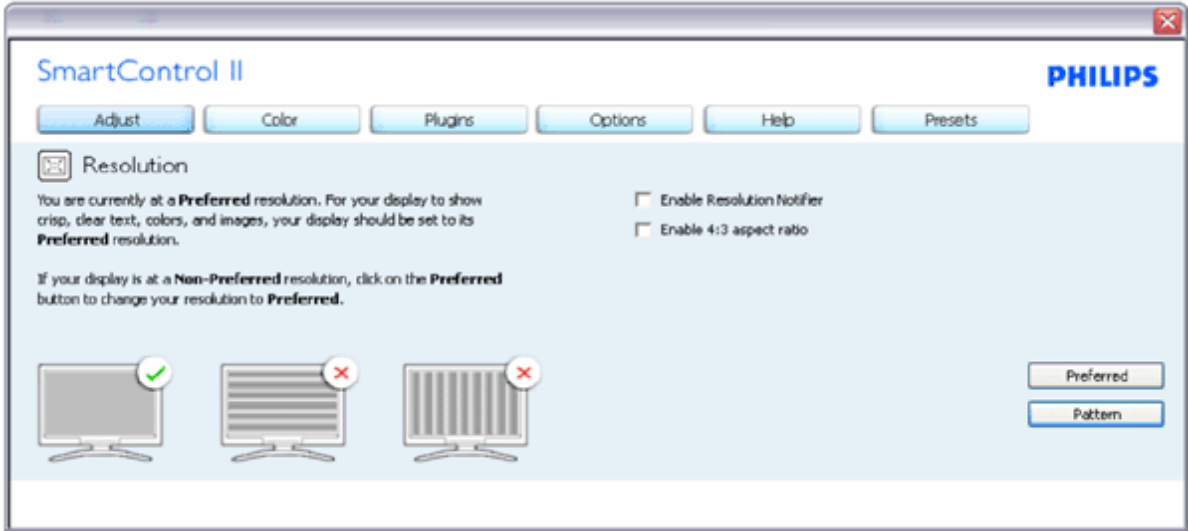 SmartControl II
PHILIPS
Adjust
Color
Plugins
Options
Help
Presets
Resolution
You are currently at a Preferred resolution. For your display to show
crisp, clear text, colors, and images, your display should be set to its
Preferred resolution.
If your display is at a Non-Preferred resolution, click on the Preferred
button to change your resolution to Preferred.
Enable Resolution Notifier
Enable 4:3 aspect ratio
Preferred
Pattern